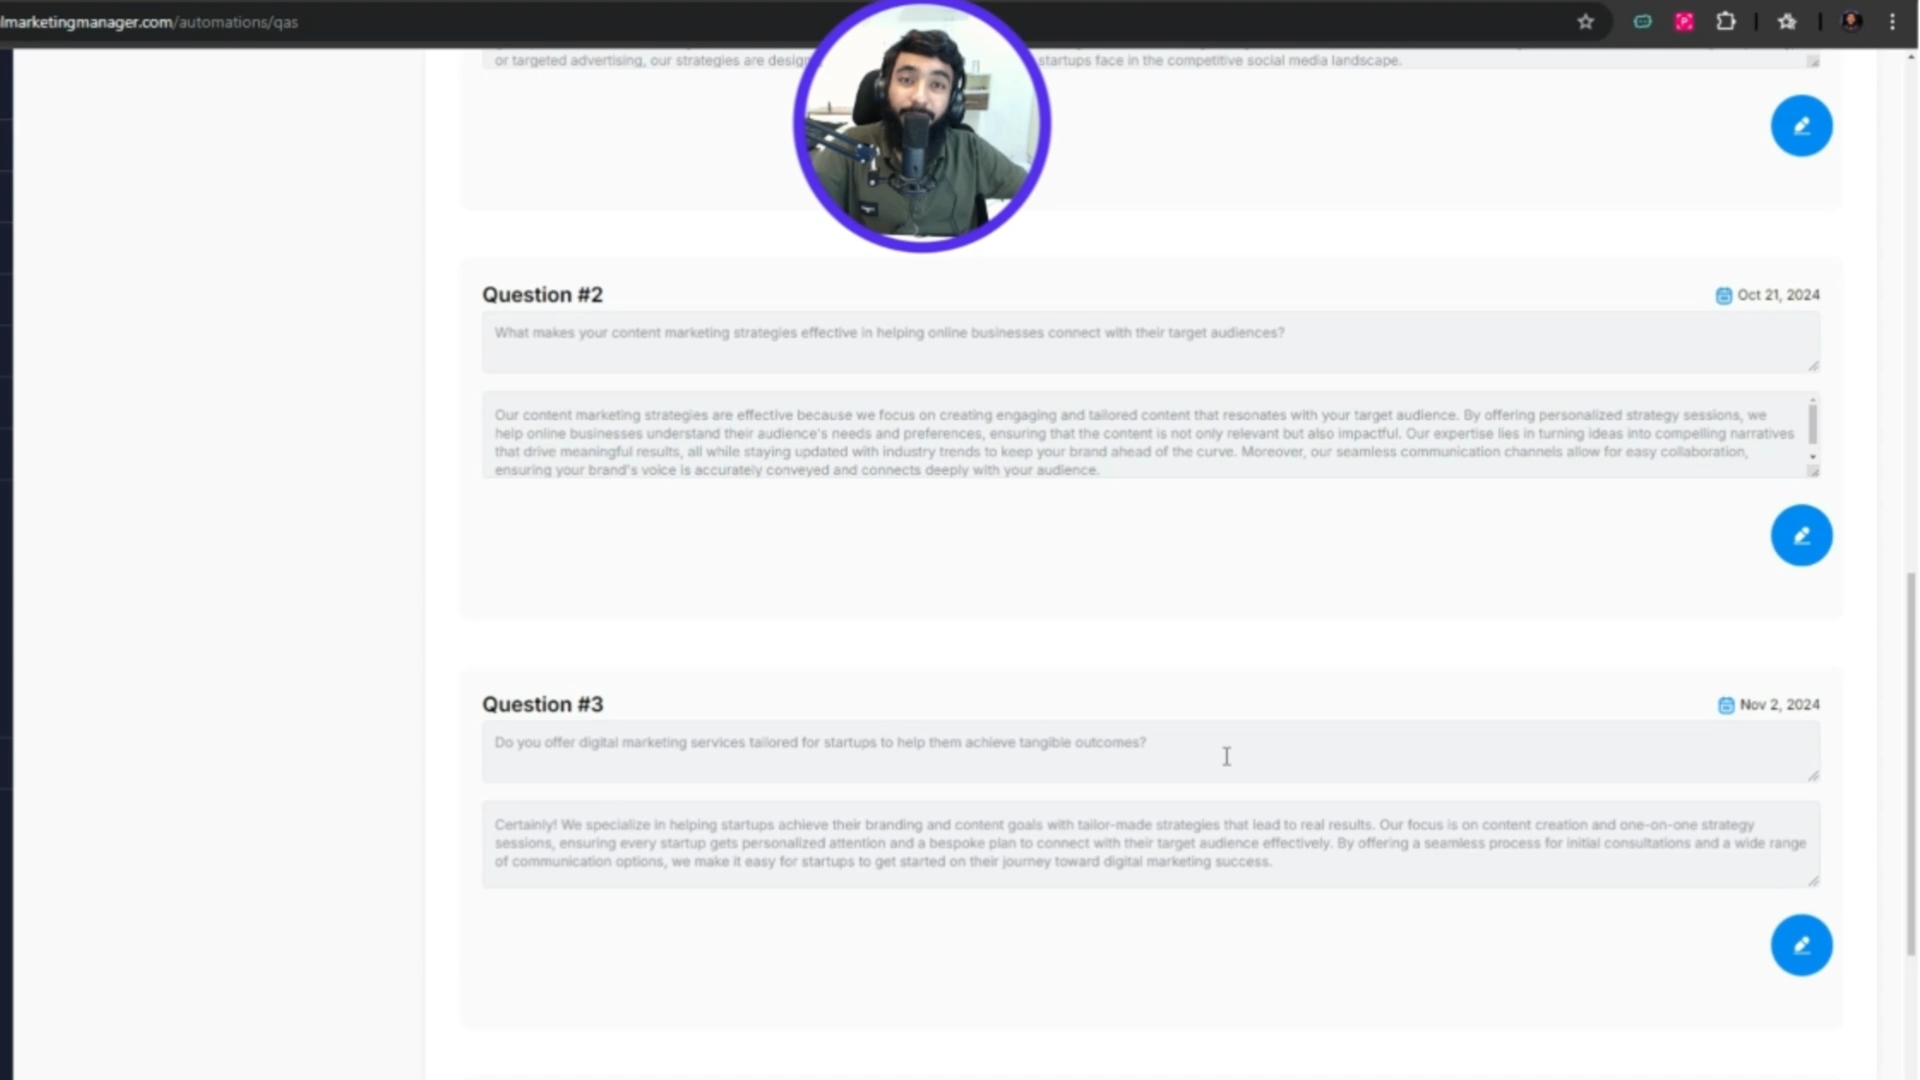 lmarketingmanager.com/automations/qas
or targeted advertising, our strategies are startups face in the competitive social media landscape.
Question #2
Oct 21, 2024
What makes your content marketing strategies effective in helping online businesses connect with their target audiences?
Our content marketing strategies are effective because we focus on creating engaging and tailored content that resonates with your target audience. By offering personalized strategy sessions, we
help online businesses understand their audience's needs and preferences, ensuring that the content is not only relevant but also impactful. Our expertise lies in turning ideas into compelling narratives
that drive meaningful results, all while staying updated with industry trends to keep your brand ahead of the curve. Moreover, our seamless communication channels allow for easy collaboration,
ensuring your brand's voice is accurately conveyed and connects deeply with your audience.
Question #3
Nov 2, 2024
Do you offer digital marketing services tailored for startups to help them achieve tangible outcomes?
Certainly! We specialize in helping startups achieve their branding and content goals with tailor-made strategies that lead to real results. Our focus is on content creation and one-on-one strategy
sessions, ensuring every startup gets personalized attention and a bespoke plan to connect with their target audience effectively. By offering a seamless process for initial consultations and a wide range
of communication options, we make it easy for startups to get started on their journey toward digital marketing success.